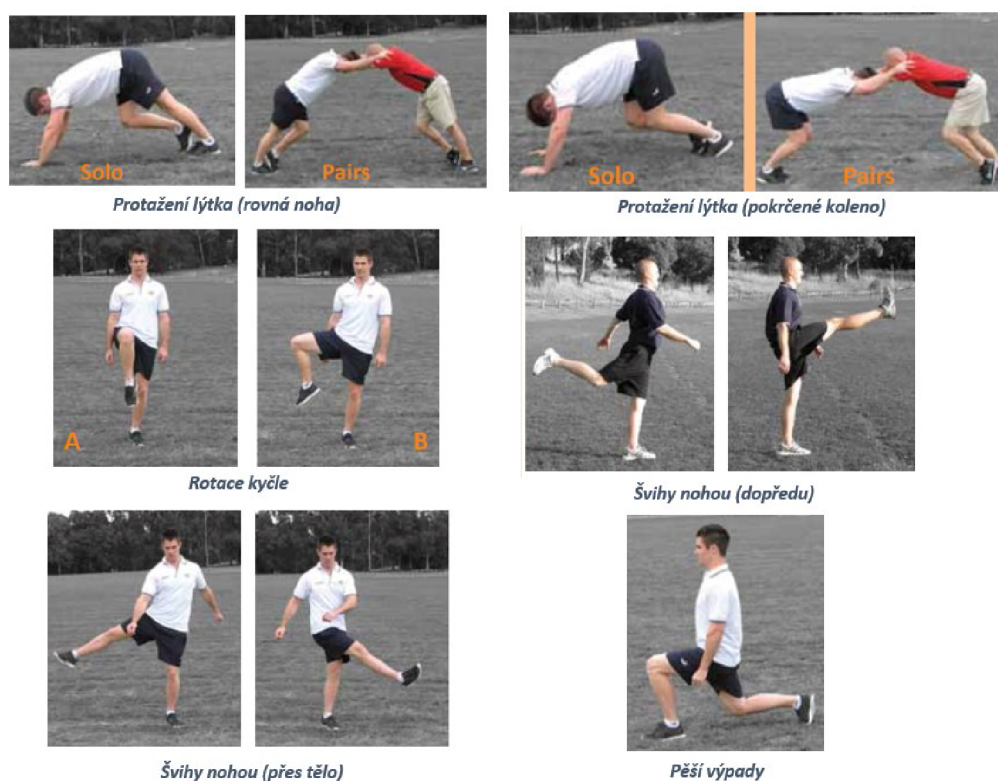 Solo
Pairs
Protažení lýtka (rovná noha)
Solo
Pairs
Protažení lýtka (pokrčené koleno)
A
B
Rotace kyčle
Švihy nohou (dopředu)
Švihy nohou (přes tělo)
Pěší výpady